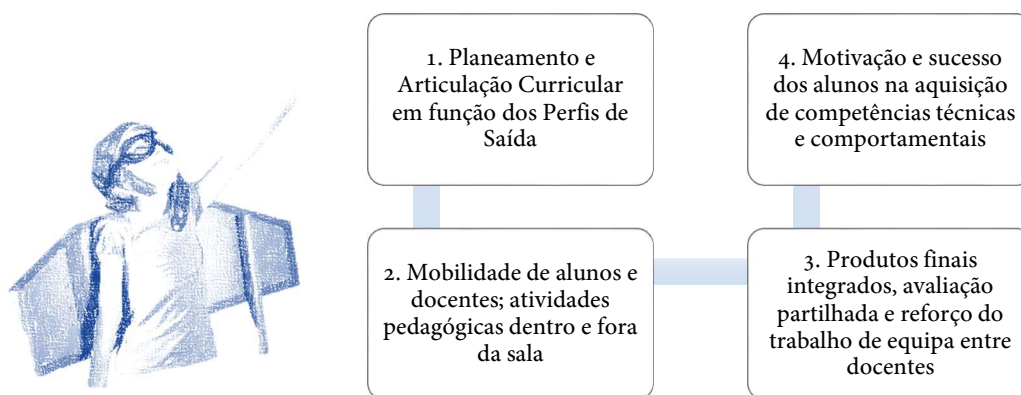 1. Planeamento e
Articulação Curricular
em função dos Perfis de
Saída
2. Mobilidade de alunos e
docentes; atividades
pedagógicas dentro e fora
da sala
3. Produtos finais
integrados, avaliação
partilhada e reforço do
trabalho de equipa entre
docentes
4. Motivação e sucesso
dos alunos na aquisição
de competências técnicas
e comportamentais